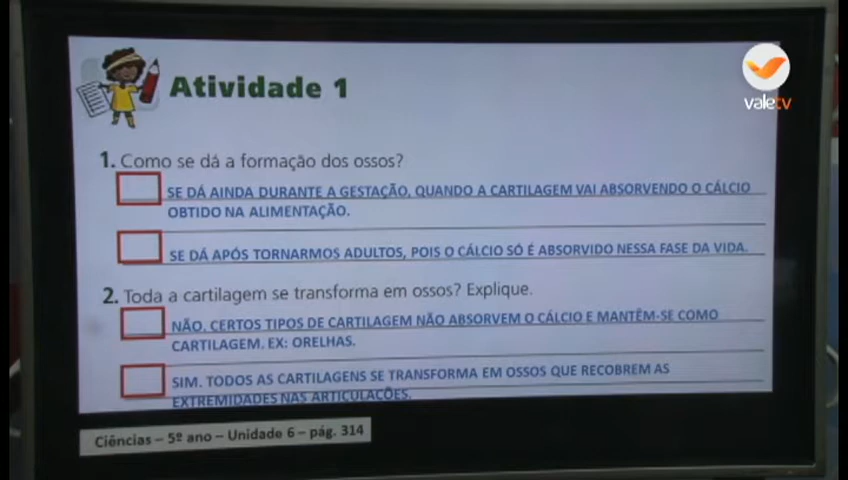 Atividade 1
valetv
1. Como se dá a formação dos ossos?
SE DÁ AINDA DURANTE A GESTAÇÃO, QUANDO A CARTILAGEM VAI ABSORVENDO O CÁLCIO
OBTIDO NA ALIMENTAÇÃO.
SE DÁ APÓS TORNARMOS ADULTOS, POIS O CÁLCIO SÓ É ABSORVIDO NESSA FASE DA VIDA.
2. Toda a cartilagem se transforma em ossos? Explique.
NÃO. CERTOS TIPOS DE CARTILAGEM NÃO ABSORVEM O CÁLCIO E MANTÊM-SE COMO
CARTILAGEM. EX: ORELHAS.
SIM. TODOS AS CARTILAGENS SE TRANSFORMA EM OSSOS QUE RECOBREM AS
EXTREMIDADES NAS ARTICULAÇÕES.
Ciências – 5º ano – Unidade 6 – pág. 314